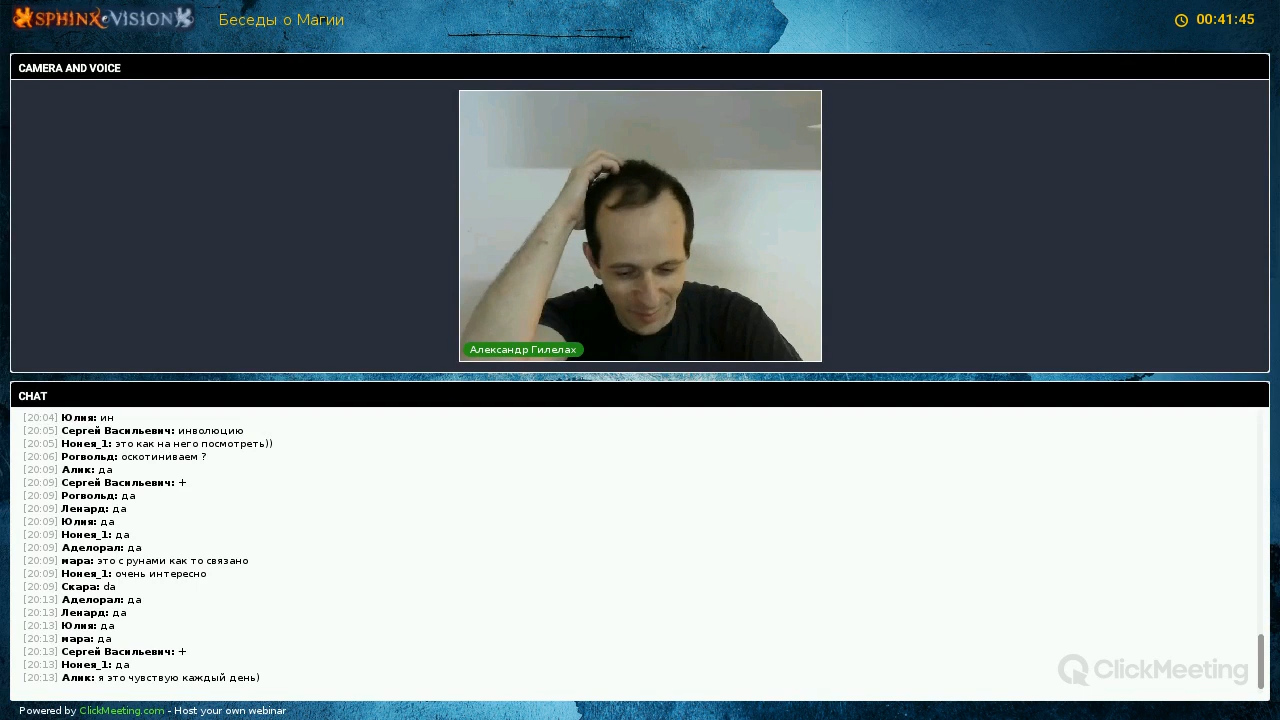 SPHINX VISION Беседы о Магии 00:41:45
CAMERA AND VOICE
Александр Гилелах
CHAT
[20:04] Юлия: ин
[20:05] Сергей Васильевич: инволюцию
[20:05] Нонея_1: это как на него посмотреть))
[20:06] Рогвольд: оскотиниваем ?
[20:09] Алик: да
[20:09] Сергей Васильевич: +
[20:09] Рогвольд: да
[20:09] Ленард: да
[20:09] Юлия: да
[20:09] Нонея_1: да
[20:09] Аделорал: да
[20:09] мара: это с рунами как то связано
[20:09] Нонея_1: очень интересно
[20:09] Скара: da
[20:13] Аделорал: да
[20:13] Ленард: да
[20:13] Юлия: да
[20:13] мара: да
[20:13] Сергей Васильевич: +
[20:13] Нонея_1: да
[20:13] Алик: я это чувствую каждый день)
ClickMeeting
Powered by ClickMeeting.com - Host your own webinar